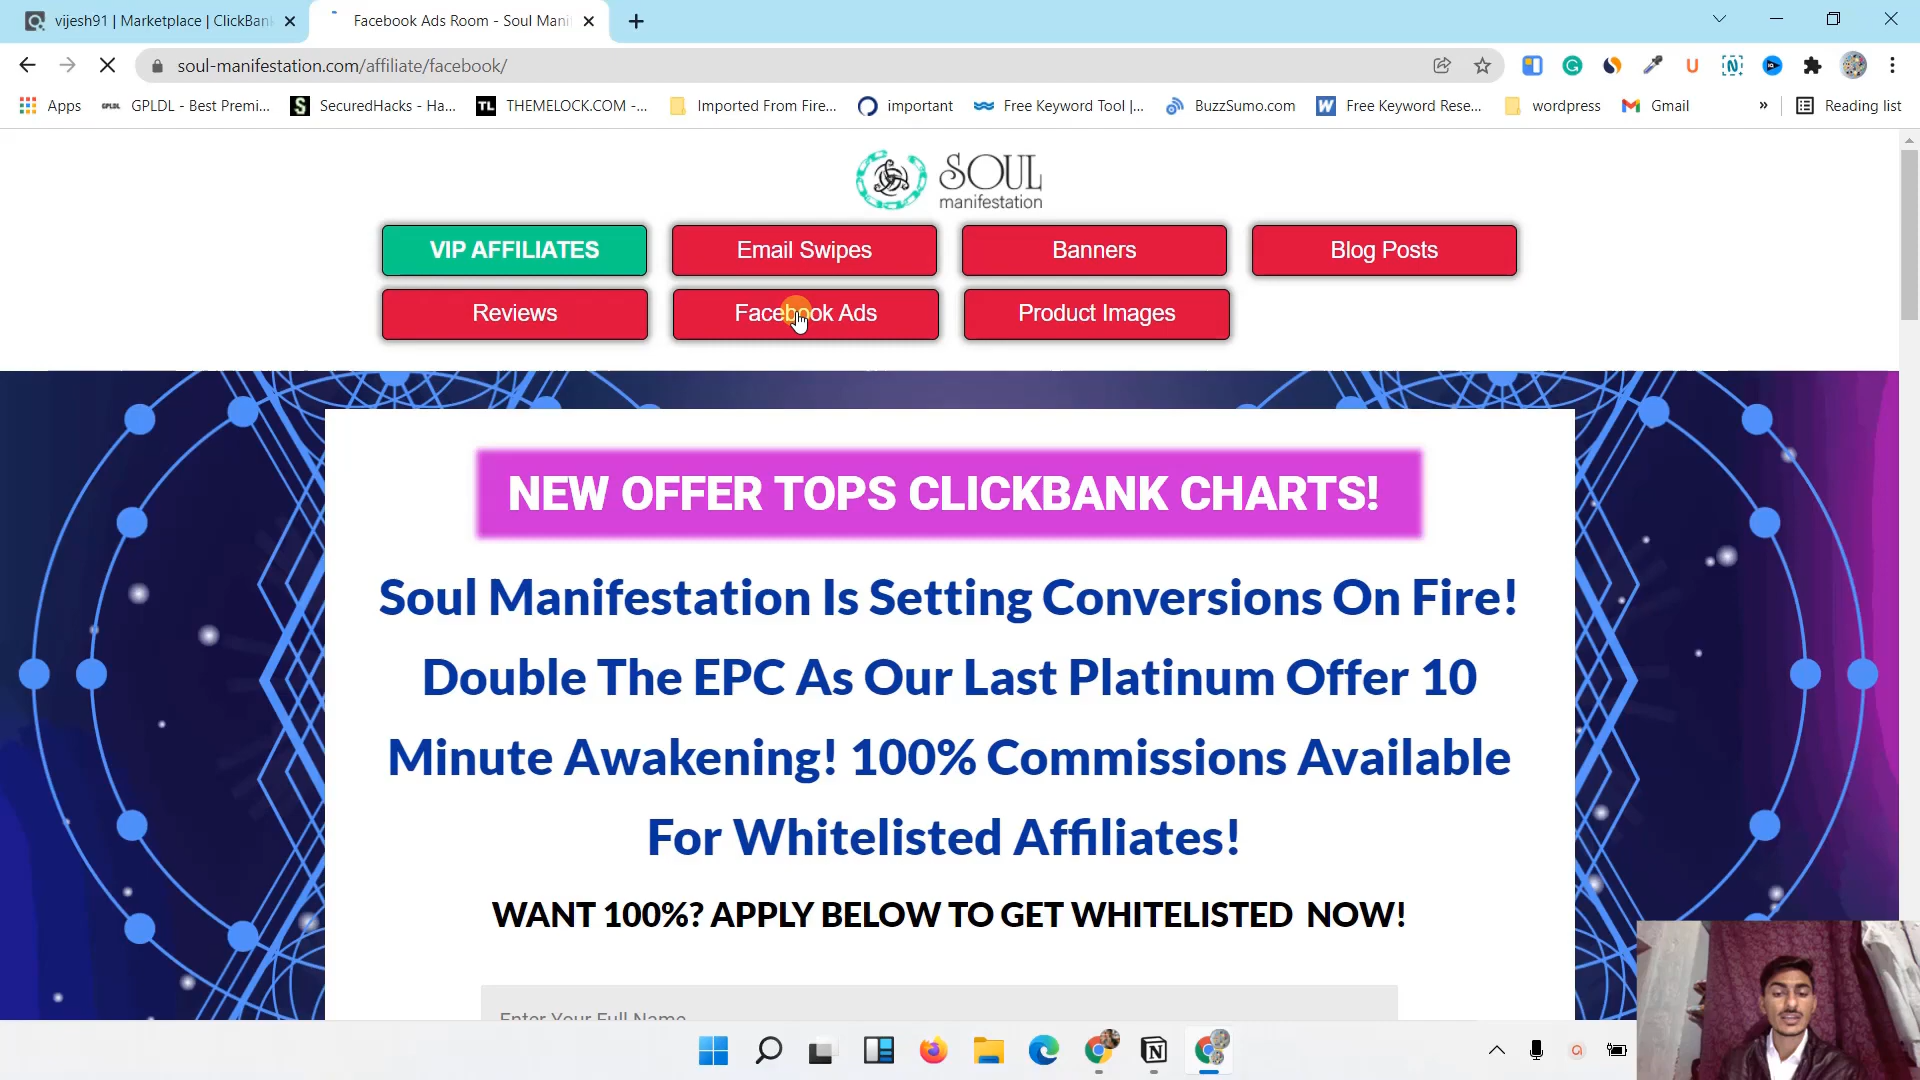 vijesh91 | Marketplace | ClickBan
Facebook Ads Room - Soul Mani
soul-manifestation.com/affiliate/facebook/
Apps
GPLDL - Best Premi...
SecuredHacks - Ha...
THEMELOCK.COM -...
Imported From Fire...
important
Free Keyword Tool |...
BuzzSumo.com
Free Keyword Rese...
wordpress
Gmail
»
Reading list
SOUL
manifestation
VIP AFFILIATES
Email Swipes
Banners
Blog Posts
Reviews
Facebook Ads
Product Images
NEW OFFER TOPS CLICKBANK CHARTS!
Soul Manifestation Is Setting Conversions On Fire!
Double The EPC As Our Last Platinum Offer 10
Minute Awakening! 100% Commissions Available
For Whitelisted Affiliates!
WANT 100%? APPLY BELOW TO GET WHITELISTED NOW!
Enter Your Full Name